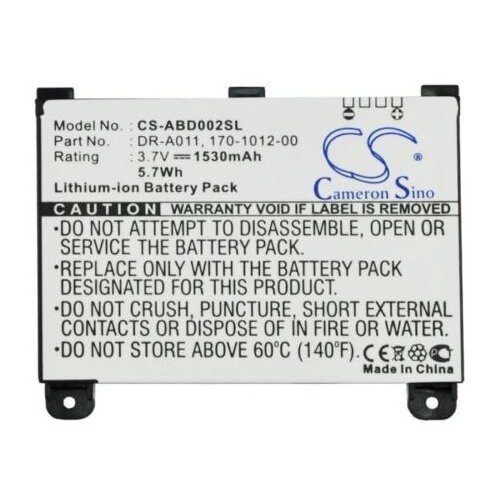 Model : CS-ABD002SL
Part No. : DR-A011, 170-1012-00
Rating : 3.7V 1530mAh
5.7Wh
Lithium-ion Battery Pack
CS
Cameron Sino
CAUTION WARRANTY VOID IF LABEL IS REMOVED.
DO NOT ATTEMPT TO DISASSEMBLE, OPEN OR
SERVICE THE BATTERY PACK.
REPLACE ONLY WITH THE BATTERY PACK
DESIGNATED FOR THIS PRODUCT.
DO NOT CRUSH, PUNCTURE, SHORT EXTERNAL
CONTACTS OR DISPOSE OF IN FIRE OR WATER.
DO NOT STORE ABOVE 60°C (140°F)
CE
Made In China